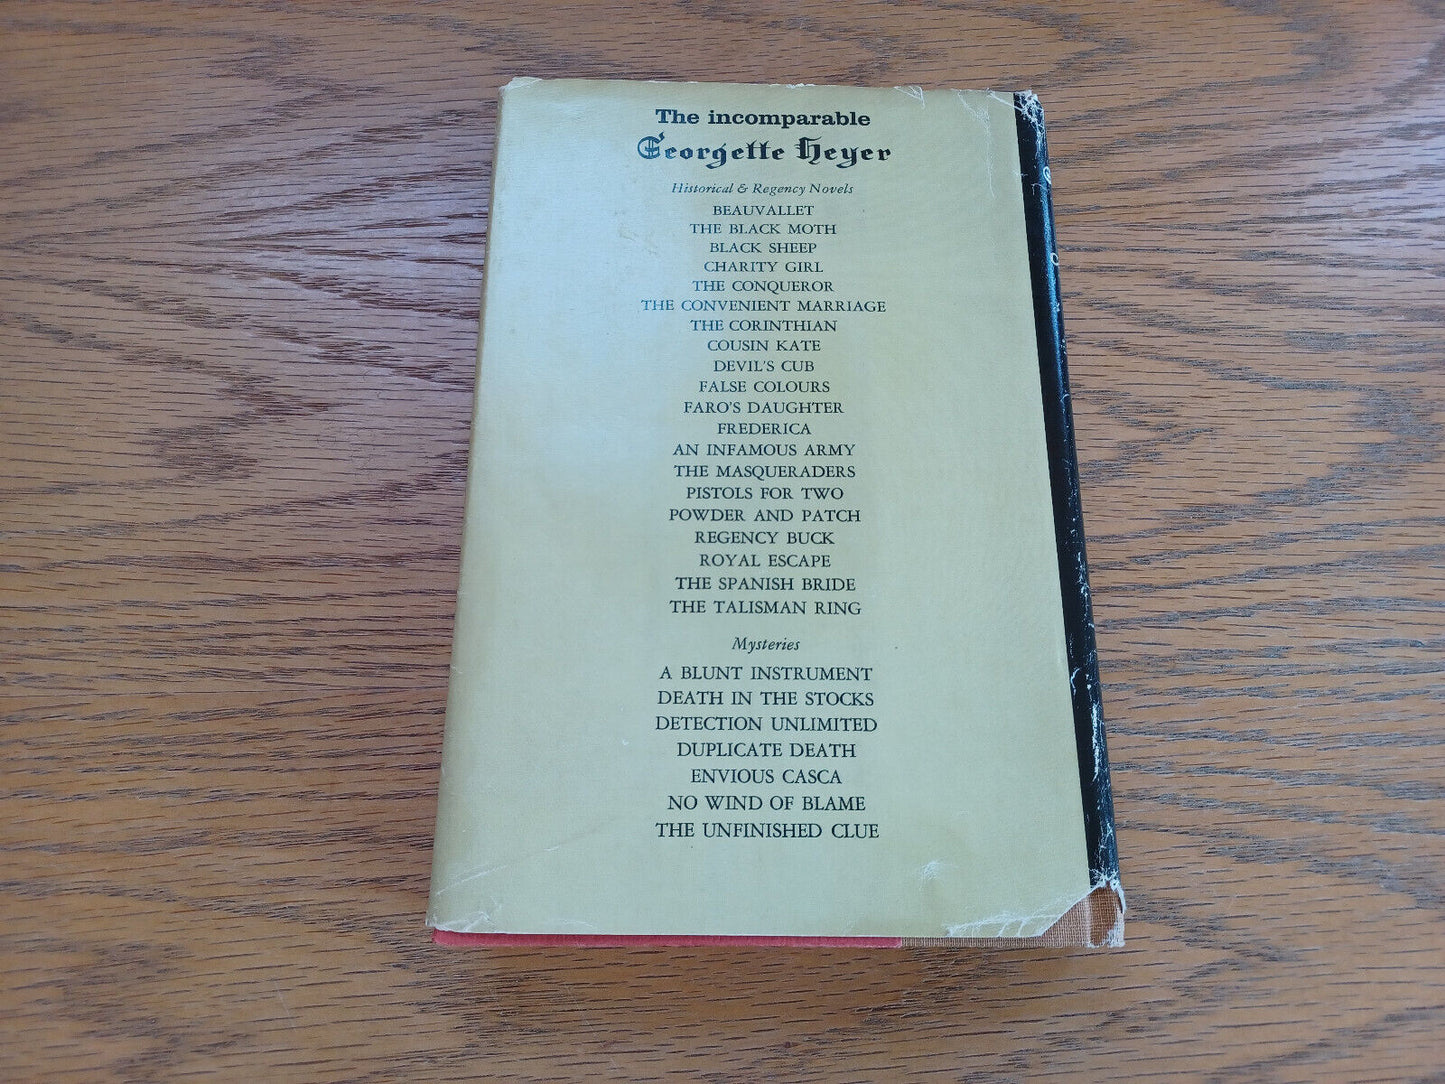 The incomparable
Georgette Heyer
Historical & Regency Novels
BEAUVALLET
THE BLACK MOTH
BLACK SHEEP
CHARITY GIRL
THE CONQUEROR
THE CONVENIENT MARRIAGE
THE CORINTHIAN
COUSIN KATE
DEVIL'S CUB
FALSE COLOURS
FARO'S DAUGHTER
FREDERICA
AN INFAMOUS ARMY
THE MASQUERADERS
PISTOLS FOR TWO
POWDER AND PATCH
REGENCY BUCK
ROYAL ESCAPE
THE SPANISH BRIDE
THE TALISMAN RING
Mysteries
A BLUNT INSTRUMENT
DEATH IN THE STOCKS
DETECTION UNLIMITED
DUPLICATE DEATH
ENVIOUS CASCA
NO WIND OF BLAME
THE UNFINISHED CLUE